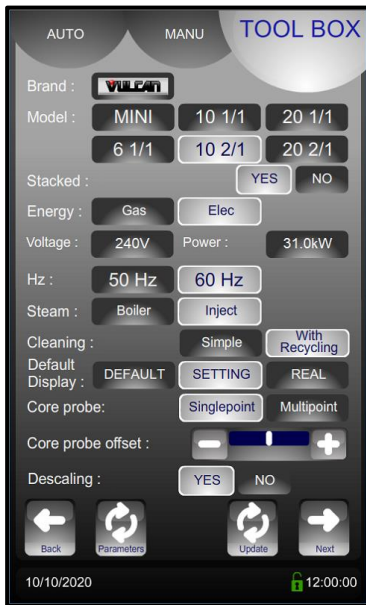 AUTO MANU TOOL BOX
Brand : VULCAN
Model : MINI 10 1/1 20 1/1
6 1/1 10 2/1 20 2/1
Stacked : YES NO
Energy : Gas Elec
Voltage : 240V Power : 31.0kW
Hz : 50 Hz 60 Hz
Steam : Boiler Inject
Cleaning : Simple With
Recycling
Default
Display : DEFAULT SETTING REAL
Core probe: Singlepoint Multipoint
Core probe offset :
Descaling : YES NO
Back Parameters Update Next
10/10/2020 12:00:00